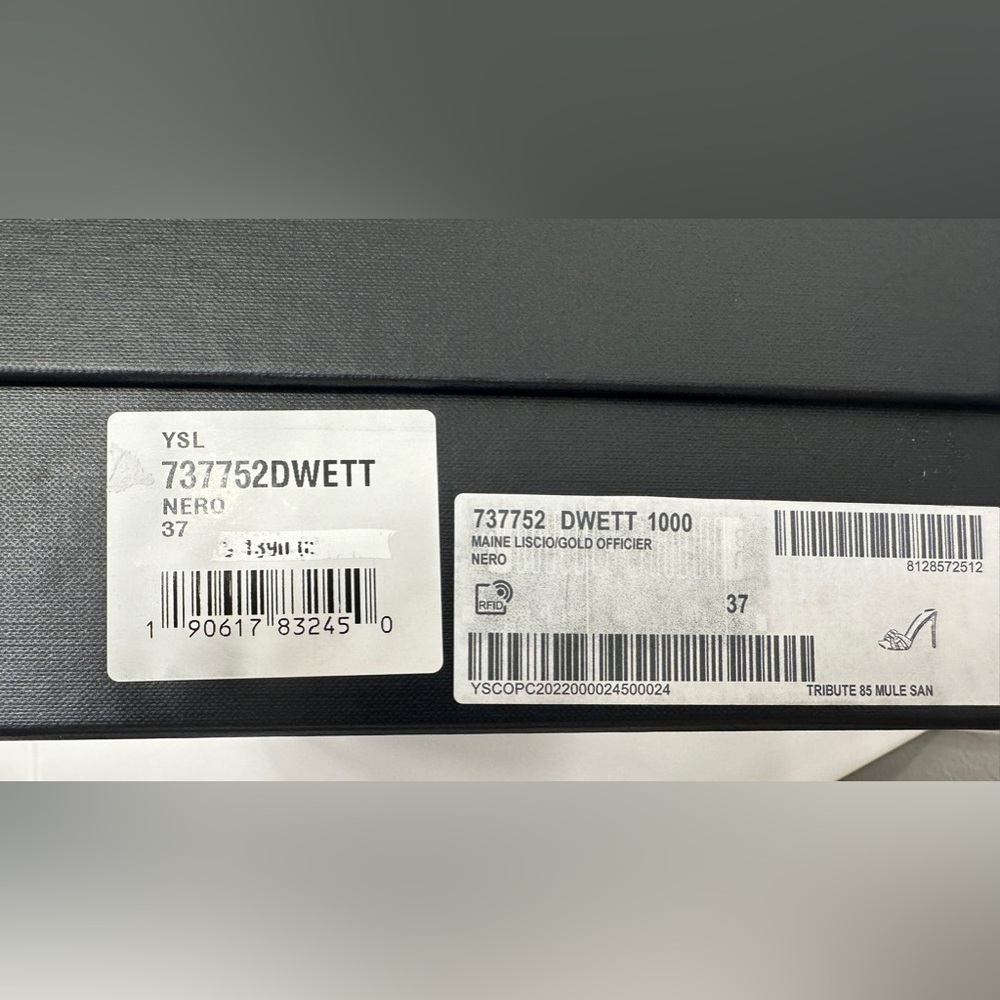 YSL
737752DWETT
NERO
37
1 90617 83245 0
737752 DWETT 1000
MAINE LISCIO/GOLD OFFICIER
NERO
8128572512
RFID
37
YSCOPC2022000024500024
TRIBUTE 85 MULE SAN